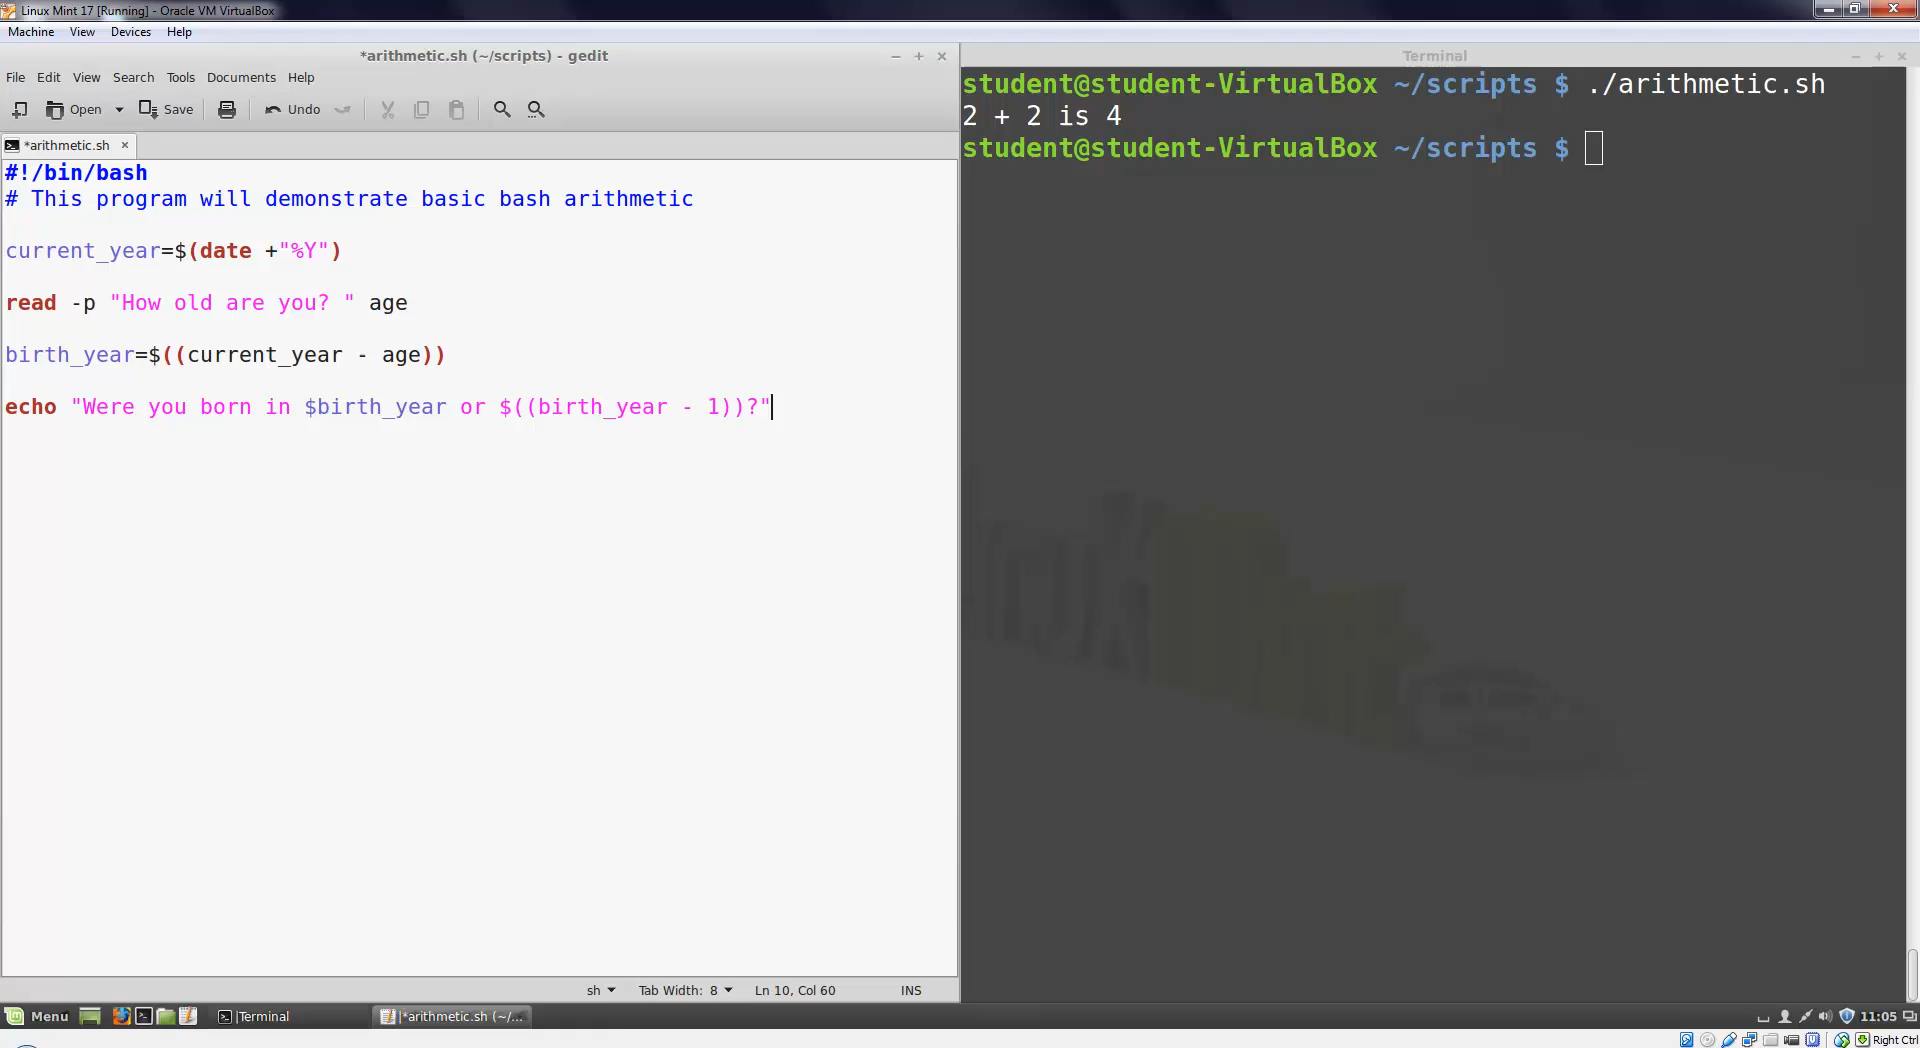 Linux Mint 17 [Running] - Oracle VM VirtualBox
Machine View Devices Help
*arithmetic.sh (~/scripts) - gedit
File Edit View Search Tools Documents Help
Open Save Undo
*arithmetic.sh
#!/bin/bash
# This program will demonstrate basic bash arithmetic
current_year=$(date +"%Y")
read -p "How old are you? " age
birth_year=$((current_year - age))
echo "Were you born in $birth_year or $((birth_year - 1))?"
sh Tab Width: 8 Ln 10, Col 60 INS
Terminal
student@student-VirtualBox ~/scripts $ ./arithmetic.sh
2 + 2 is 4
student@student-VirtualBox ~/scripts $
Menu Terminal *arithmetic.sh (~/... 11:05
Right Ctrl